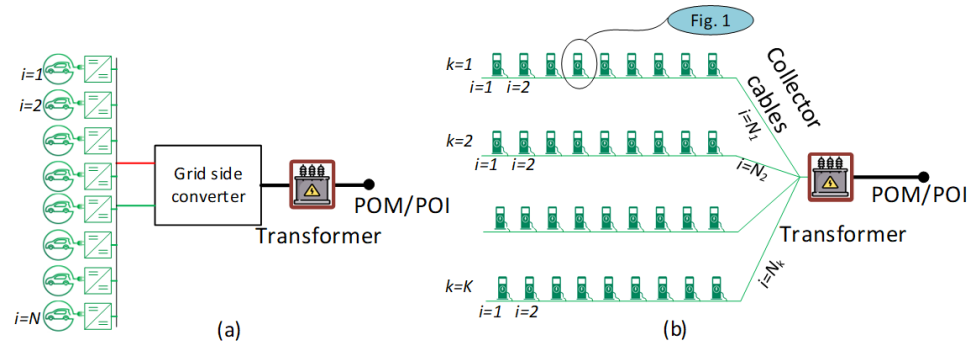 i=1
i=2
i=N
Grid side
converter
Transformer
POM/POI
(a)
Fig. 1
k=1
i=1 i=2
k=2
i=1 i=2
k=K
i=1 i=2
Collector
cables
i=N₁
i=N₂
i=Nₖ
Transformer
POM/POI
(b)